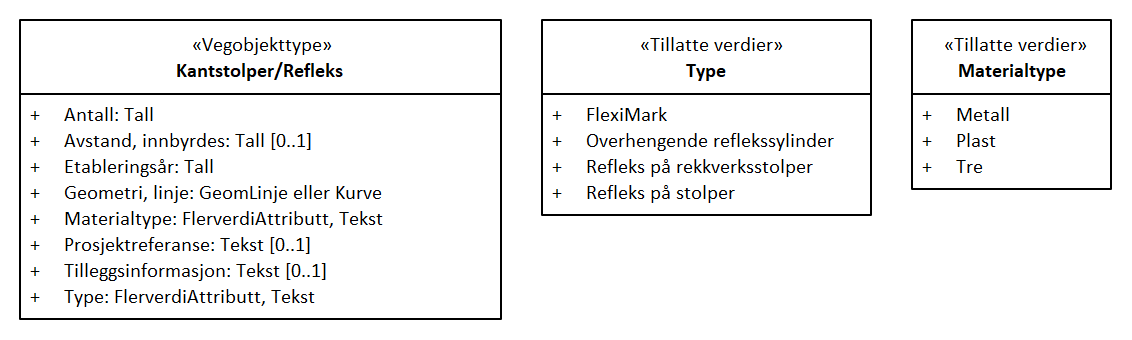 «Vegobjekttype»
Kantstolper/Refleks
+ Antall: Tall
+ Avstand, innbyrdes: Tall [0..1]
+ Etableringsår: Tall
+ Geometri, linje: GeomLinje eller Kurve
+ Materialtype: FlerverdiAttributt, Tekst
+ Prosjektreferanse: Tekst [0..1]
+ Tilleggsinformasjon: Tekst [0..1]
+ Type: FlerverdiAttributt, Tekst
«Tillatte verdier»
Type
+ FlexiMark
+ Overhengende reflekssylinder
+ Refleks på rekkverksstolper
+ Refleks på stolper
«Tillatte verdier»
Materialtype
+ Metall
+ Plast
+ Tre